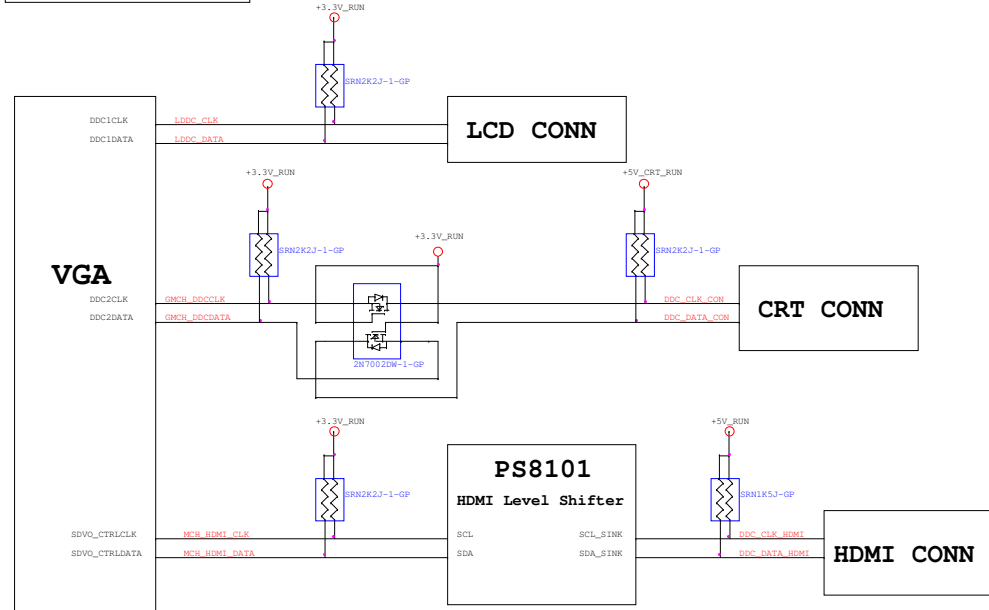 +3.3V_RUN
SRN2K2J-1-GP
DDC1CLK
LDDC_CLK
DDC1DATA
LDDC_DATA
LCD CONN
+3.3V_RUN
+5V_CRT_RUN
SRN2K2J-1-GP
+3.3V_RUN
SRN2K2J-1-GP
VGA
DDC2CLK
GMCH_DDCCLK
DDC_CLK_CON
DDC2DATA
GMCH_DDCDATA
DDC_DATA_CON
CRT CONN
2N7002DW-1-GP
+3.3V_RUN
+5V_RUN
PS8101
HDMI Level Shifter
SRN2K2J-1-GP
SRN1K5J-GP
SDVO_CTRLCLK
MCH_HDMI_CLK
SCL
SCL_SINK
DDC_CLK_HDMI
SDVO_CTRLDATA
MCH_HDMI_DATA
SDA
SDA_SINK
DDC_DATA_HDMI
HDMI CONN